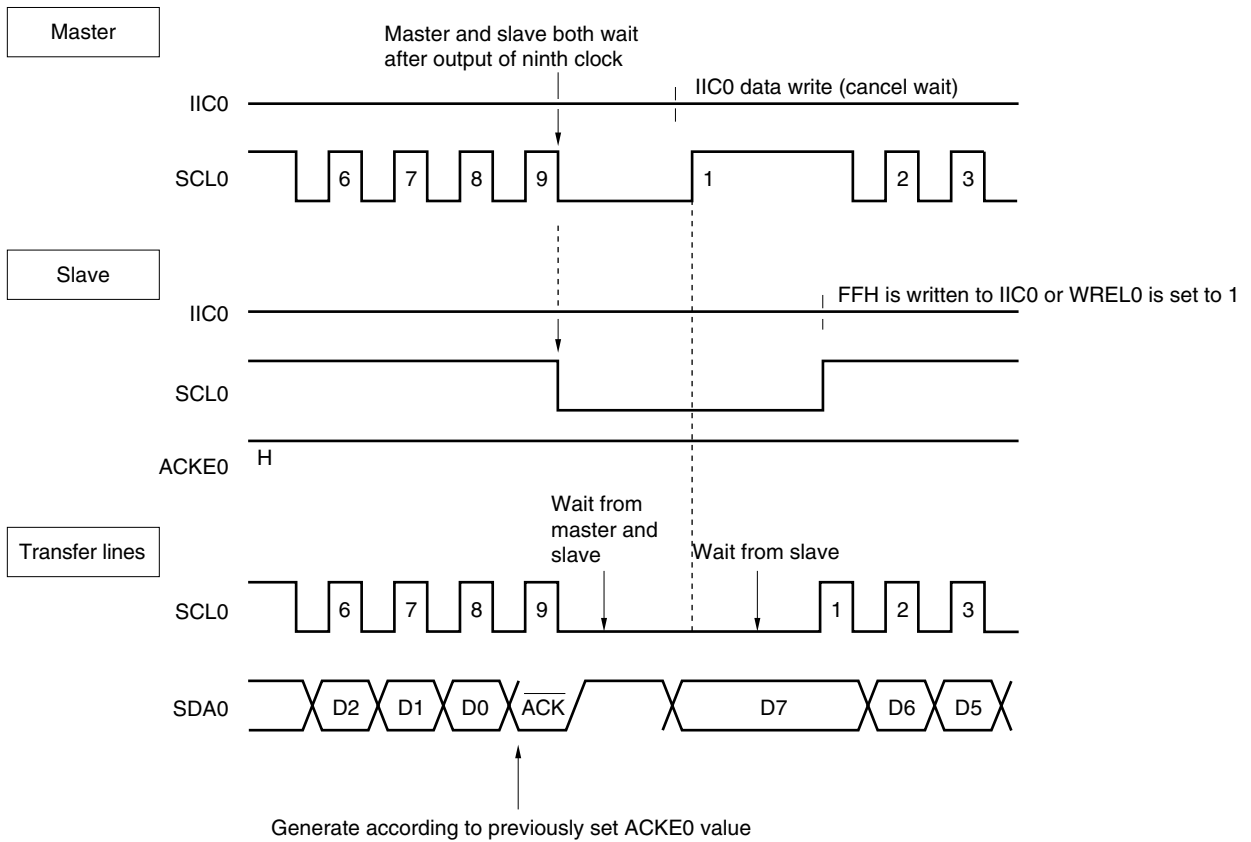 Master
Master and slave both wait
after output of ninth clock
IIC0 data write (cancel wait)
IIC0
SCL0 6 7 8 9 1 2 3
Slave
FFH is written to IIC0 or WREL0 is set to 1
IIC0
SCL0
H
ACKE0
Wait from
master and
slave
Wait from slave
Transfer lines
SCL0 6 7 8 9 1 2 3
SDA0 D2 D1 D0 ACK D7 D6 D5
Generate according to previously set ACKE0 value